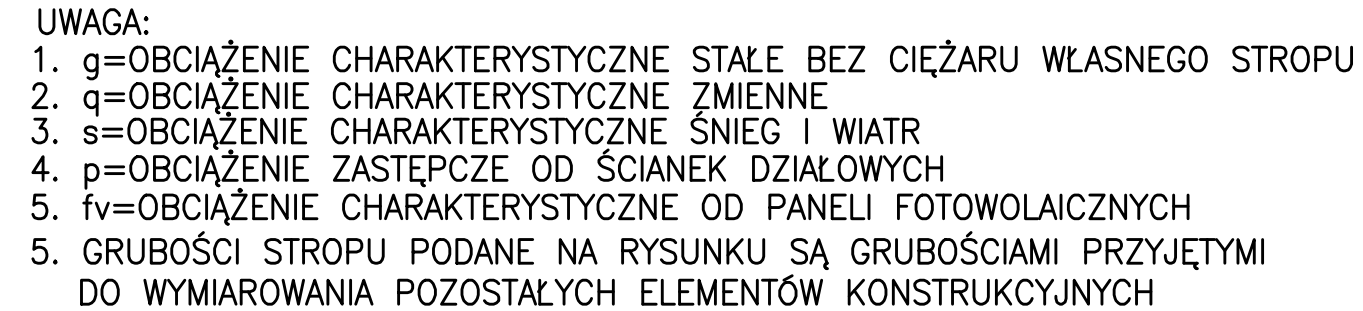 UWAGA:
1. g=OBCIĄŻENIE CHARAKTERYSTYCZNE STAŁE BEZ CIĘŻARU WŁASNEGO STROPU
2. q=OBCIĄŻENIE CHARAKTERYSTYCZNE ZMIENNE
3. s=OBCIĄŻENIE CHARAKTERYSTYCZNE ŚNIEG I WIATR
4. p=OBCIĄŻENIE ZASTĘPCZE OD ŚCIANEK DZIAŁOWYCH
5. fv=OBCIĄŻENIE CHARAKTERYSTYCZNE OD PANELI FOTOWOLAICZNYCH
5. GRUBOŚCI STROPU PODANE NA RYSUNKU SĄ GRUBOŚCIAMI PRZYJĘTYMI
DO WYMIAROWANIA POZOSTAŁYCH ELEMENTÓW KONSTRUKCYJNYCH